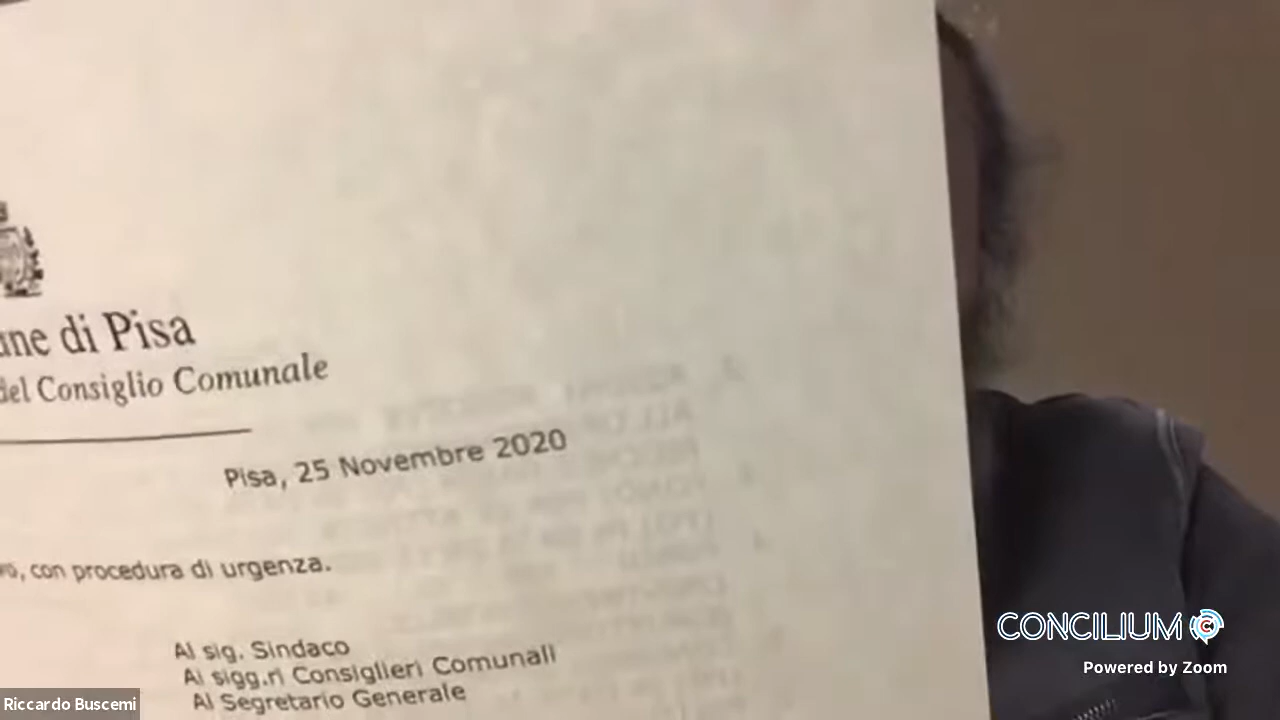 di Pisa
del Consiglio Comunale
Pisa, 25 Novembre 2020
con procedura di urgenza.
Al sig. Sindaco
Ai sigg.ri Consiglieri Comunali
Al Segretario Generale
CONCILIUM
Powered by Zoom
Riccardo Buscemi